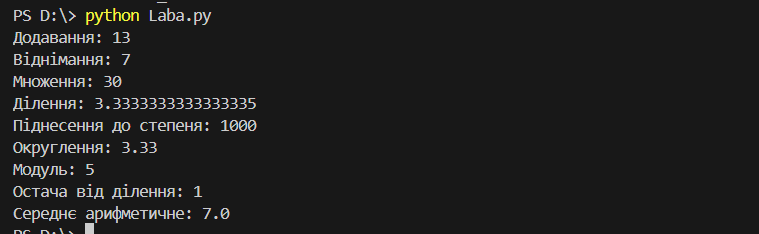 PS D:\> python Laba.py
Додавання: 13
Віднімання: 7
Множення: 30
Ділення: 3.3333333333333335
Піднесення до степеня: 1000
Округлення: 3.33
Модуль: 5
Остача від ділення: 1
Середнє арифметичне: 7.0
PS D:\>